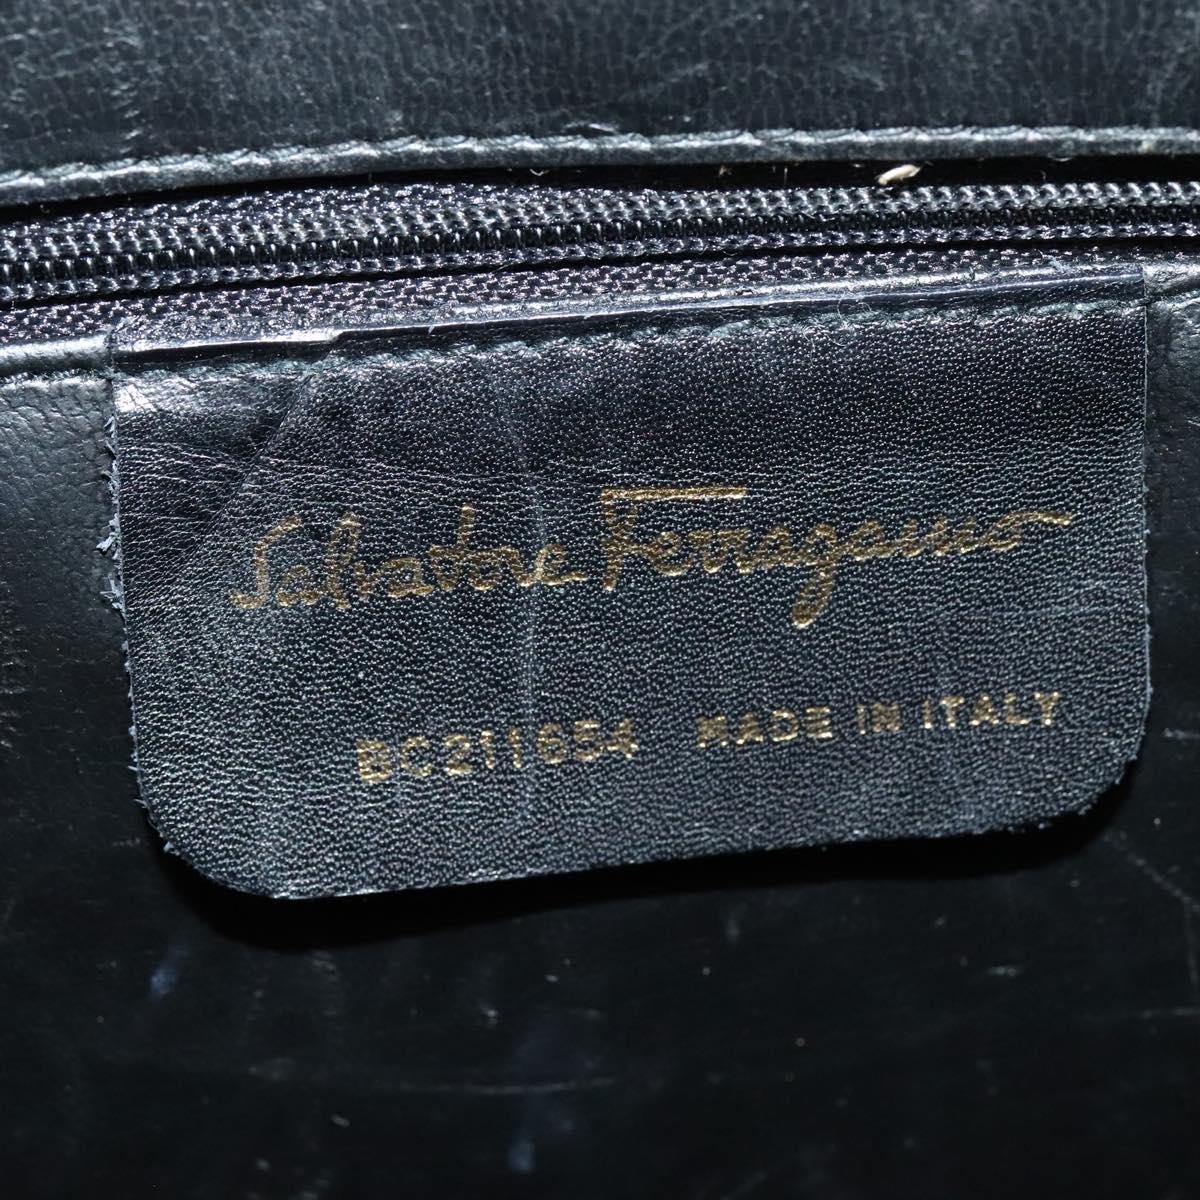 Salvatore Ferragamo
BC211654 MADE IN ITALY